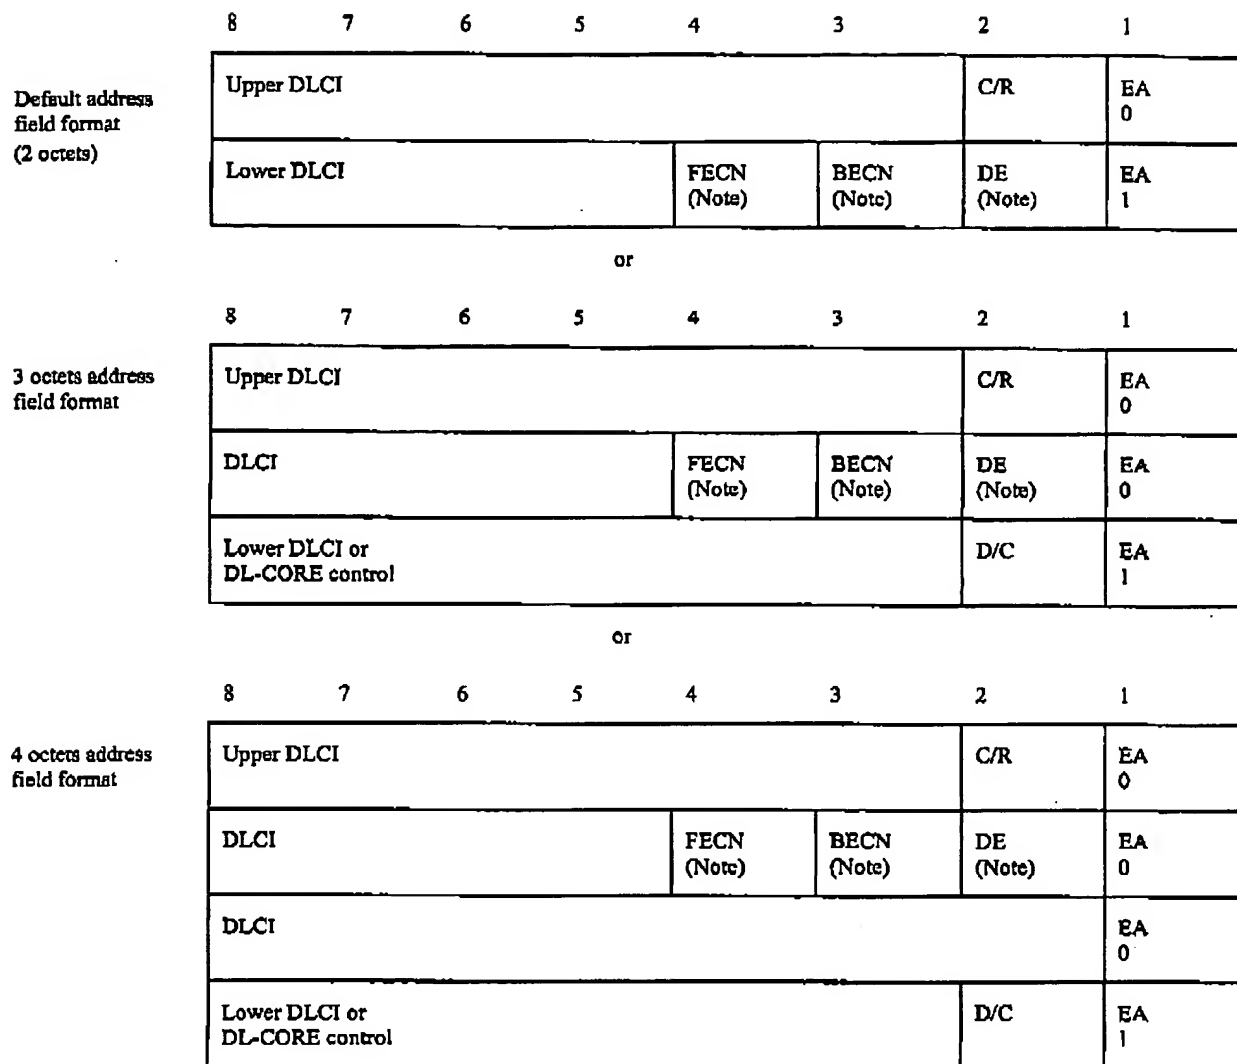 8 7 6 5 4 3 2 1
Default address
field format
(2 octets)
Upper DLCI C/R EA
0
Lower DLCI FECN BECN DE EA
(Note) (Note) (Note) 1
or
8 7 6 5 4 3 2 1
3 octets address
field format
Upper DLCI C/R EA
0
DLCI FECN BECN DE EA
(Note) (Note) (Note) 0
Lower DLCI or D/C EA
DL-CORE control 1
or
8 7 6 5 4 3 2 1
4 octets address
field format
Upper DLCI C/R EA
0
DLCI FECN BECN DE EA
(Note) (Note) (Note) 0
DLCI EA
0
Lower DLCI or D/C EA
DL-CORE control 1